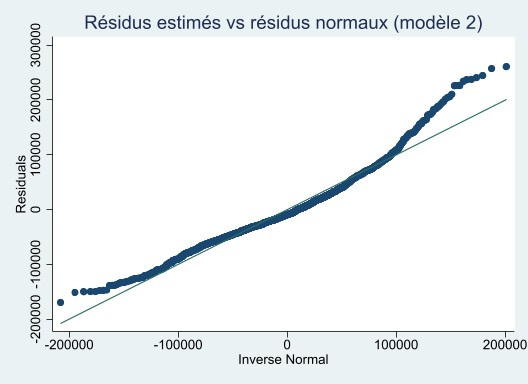 Résidus estimés vs résidus normaux (modèle 2)
300000
200000
100000
0
-100000
-200000
Residuals
-200000 -100000 0 100000 200000
Inverse Normal